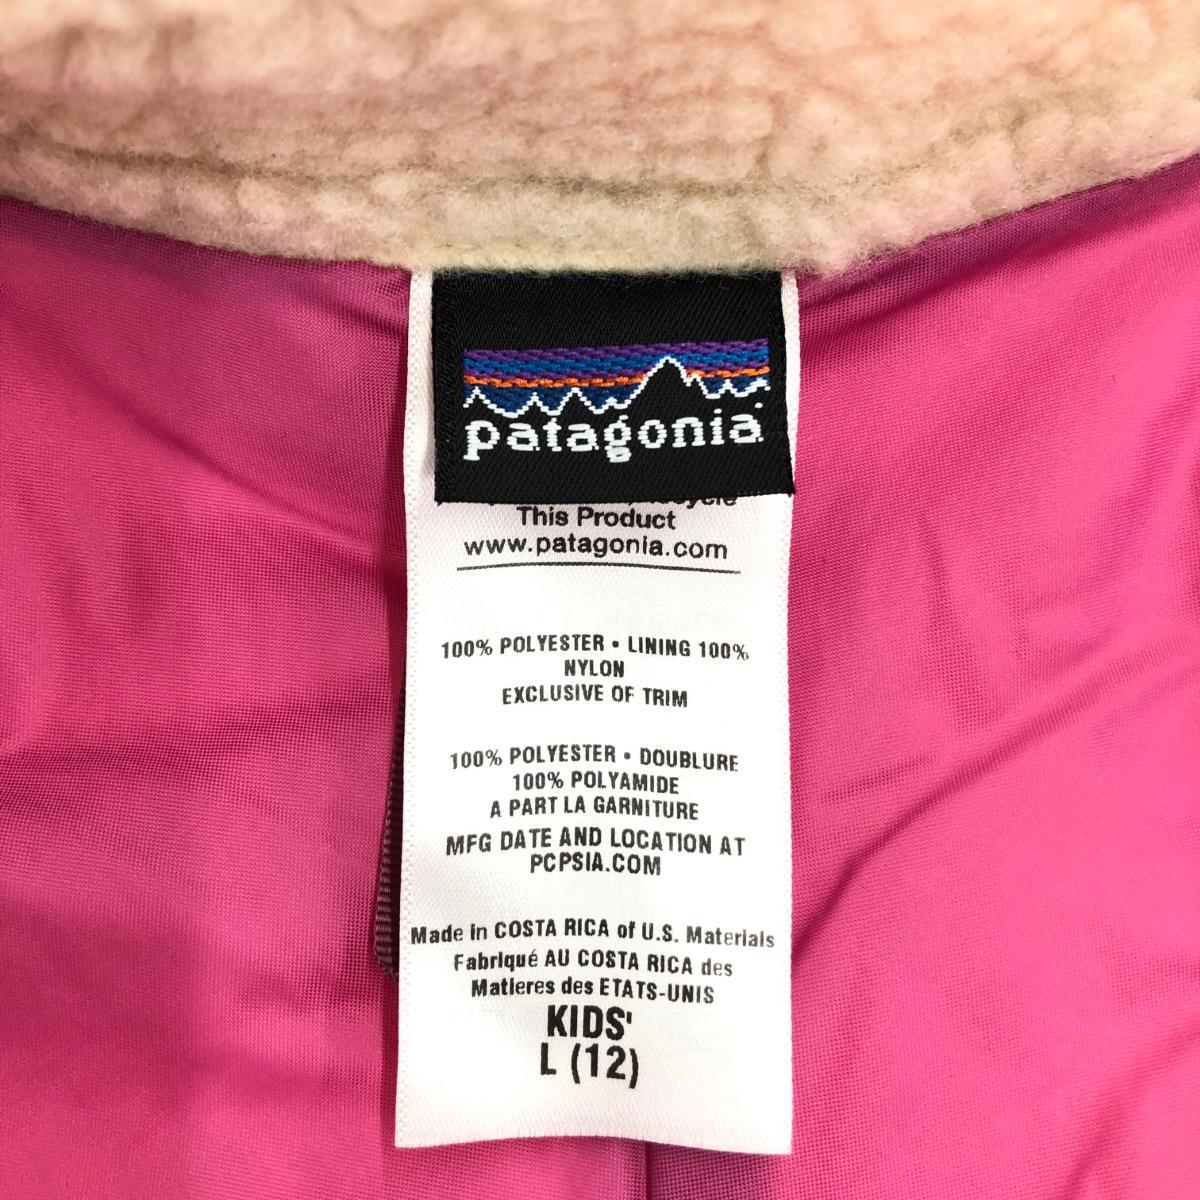 patagonia
This Product
www.patagonia.com
100% POLYESTER • LINING 100%
NYLON
EXCLUSIVE OF TRIM
100% POLYESTER • DOUBLURE
100% POLYAMIDE
A PART LA GARNITURE
MFG DATE AND LOCATION AT
PCPSIA.COM
Made in COSTA RICA of U.S. Materials
Fabriqué AU COSTA RICA des
Matieres des ETATS-UNIS
KIDS'
L (12)